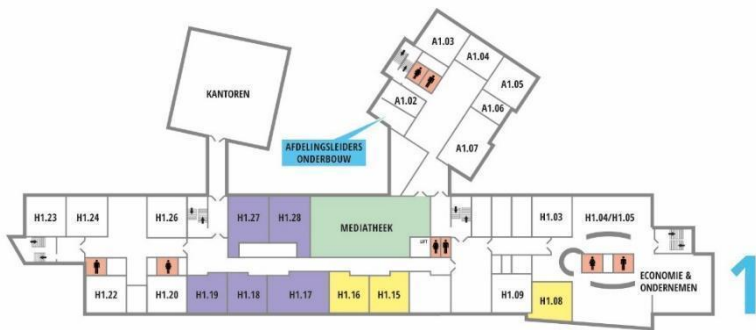 A1.03
A1.04
A1.05
A1.06
A1.02
A1.07
KANTOREN
AFDELINGSLEIDERS
ONDERBOUW
H1.23
H1.24
H1.26
H1.27
H1.28
MEDIATHEEK
LIFT
H1.03
H1.04/H1.05
ECONOMIE &
ONDERNEMEN
1
H1.22
H1.20
H1.19
H1.18
H1.17
H1.16
H1.15
H1.09
H1.08